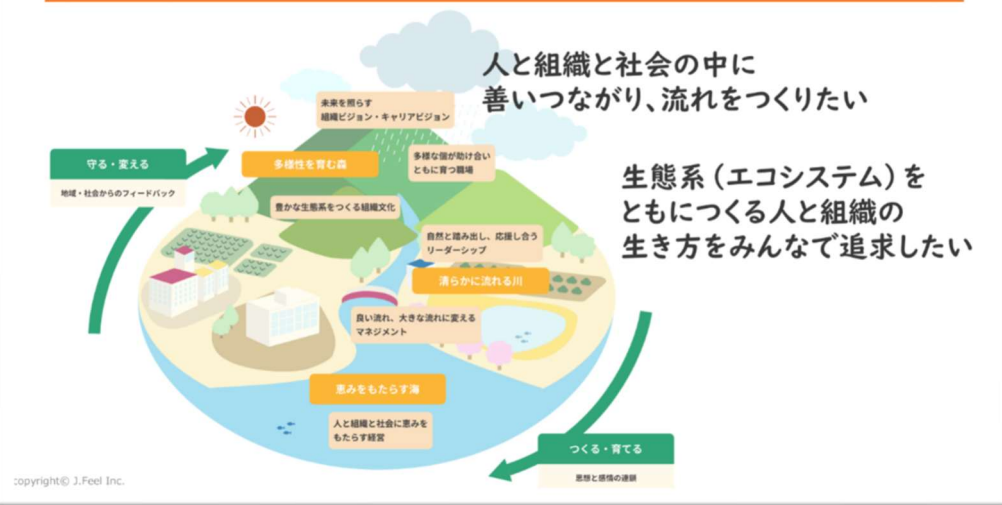 人と組織と社会の中に
善いつながり、流れをつくりたい
未来を照らす
組織ビジョン・キャリアビジョン
守る・変える
地域・社会からのフィードバック
多様性を育む森
多様な個が助け合い
ともに育つ職場
生態系（エコシステム）を
ともにつくる人と組織の
生き方をみんなで追求したい
豊かな生態系をつくる組織文化
自然と踏み出し、応援し合う
リーダーシップ
清らかに流れる川
良い流れ、大きな流れに変える
マネジメント
恵みをもたらす海
人と組織と社会に恵みを
もたらす経営
つくる・育てる
思想と感情の連鎖
copyright© J.Feel Inc.